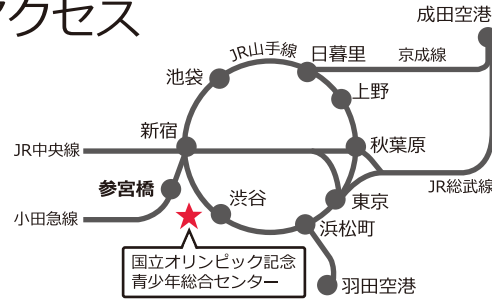 アクセス
成田空港
JR山手線
日暮里
京成線
池袋
上野
新宿
秋葉原
JR中央線
参宮橋
渋谷
東京
JR総武線
小田急線
浜松町
国立オリンピック記念
青少年総合センター
羽田空港